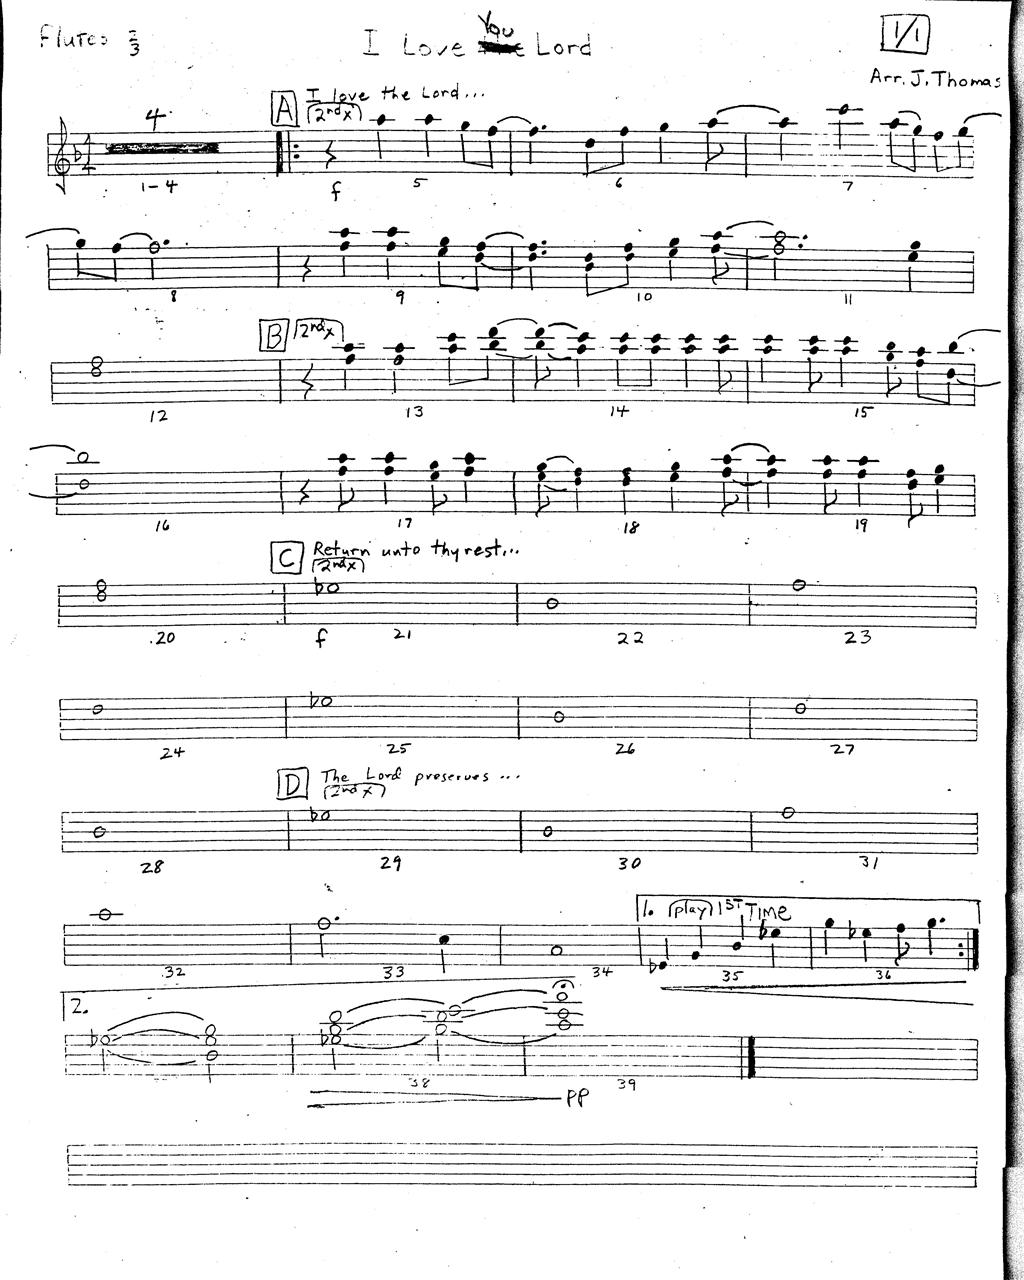 Flutes 2/3
I Love You Lord
1/1
Arr. J. Thomas
A I love the Lord...
2nd x
4
1-4 f 5 6 7
8 9 10 11
B 2nd x
12 13 14 15
16 17 18 19
C Return unto thy rest...
2nd x
20 f 21 22 23
24 25 26 27
D The Lord preserves...
2nd x
28 29 30 31
1. play 1ST TIME
32 33 34 35 36
2.
38 39
pp